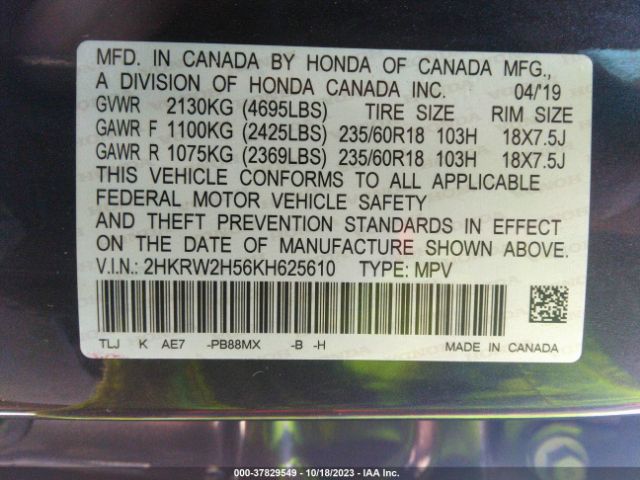 MFD. IN CANADA BY HONDA OF CANADA MFG.,
A DIVISION OF HONDA CANADA INC. 04/'19
GVWR 2130KG (4695LBS) TIRE SIZE RIM SIZE
GAWR F 1100KG (2425LBS) 235/60R18 103H 18X7.5J
GAWR R 1075KG (2369LBS) 235/60R18 103H 18X7.5J
THIS VEHICLE CONFORMS TO ALL APPLICABLE
FEDERAL MOTOR VEHICLE SAFETY
AND THEFT PREVENTION STANDARDS IN EFFECT
ON THE DATE OF MANUFACTURE SHOWN ABOVE.
V.I.N.: 2HKRW2H56KH625610 TYPE: MPV
TLJ K AE7 -PB88MX -B -H MADE IN CANADA
000-37829549 - 10/18/2023 - IAA Inc.